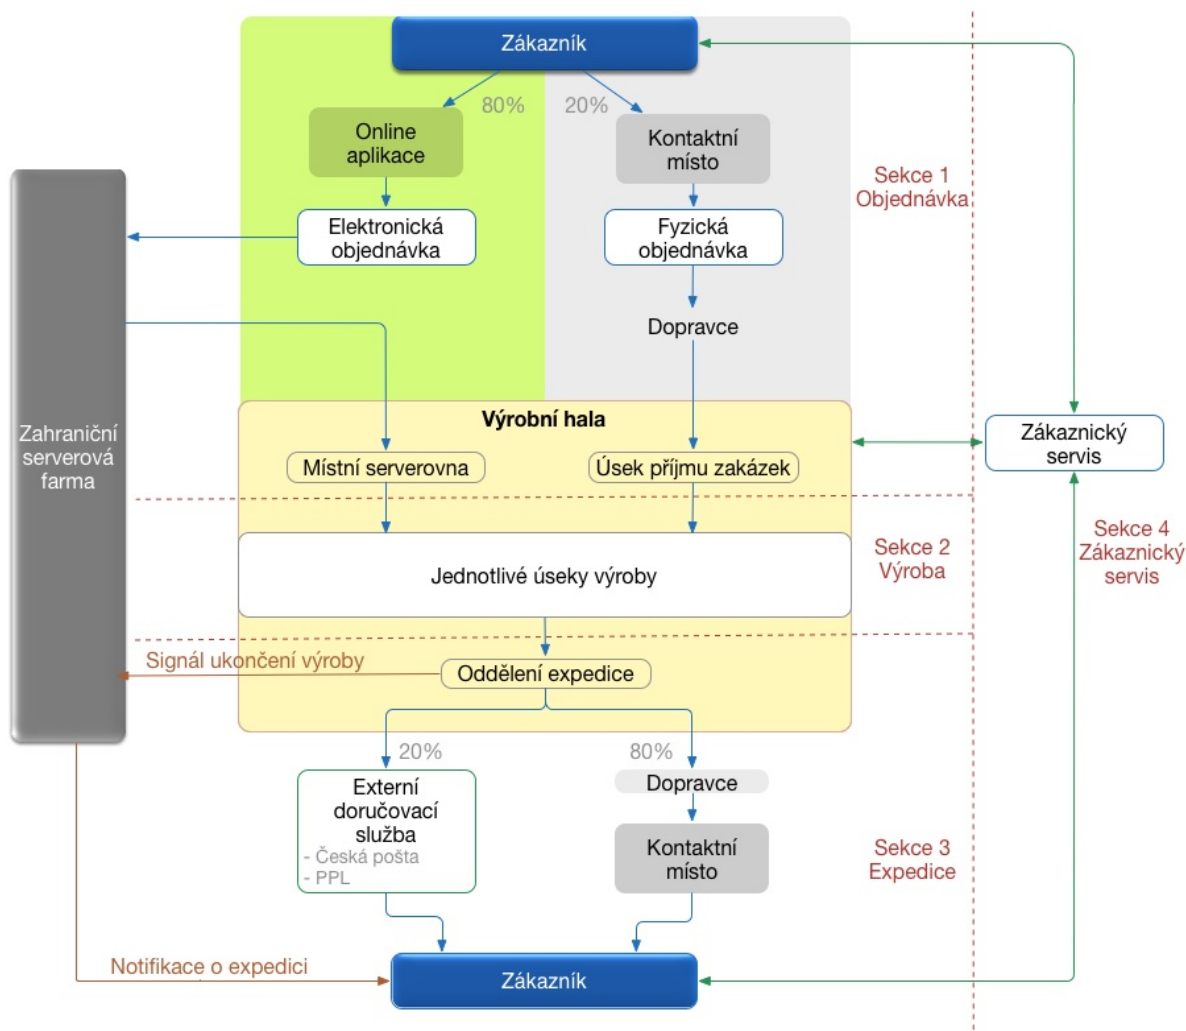 Zákazník
80%
20%
Online
aplikace
Kontaktní
místo
Sekce 1
Objednávka
Elektronická
objednávka
Fyzická
objednávka
Dopravce
Výrobní hala
Zahraniční
serverová
farma
Místní serverovna
Úsek příjmu zakázek
Zákaznický
servis
Sekce 4
Zákaznický
servis
Sekce 2
Výroba
Jednotlivé úseky výroby
Signál ukončení výroby
Oddělení expedice
20%
80%
Externí
doručovací
služba
- Česká pošta
- PPL
Dopravce
Kontaktní
místo
Sekce 3
Expedice
Notifikace o expedici
Zákazník